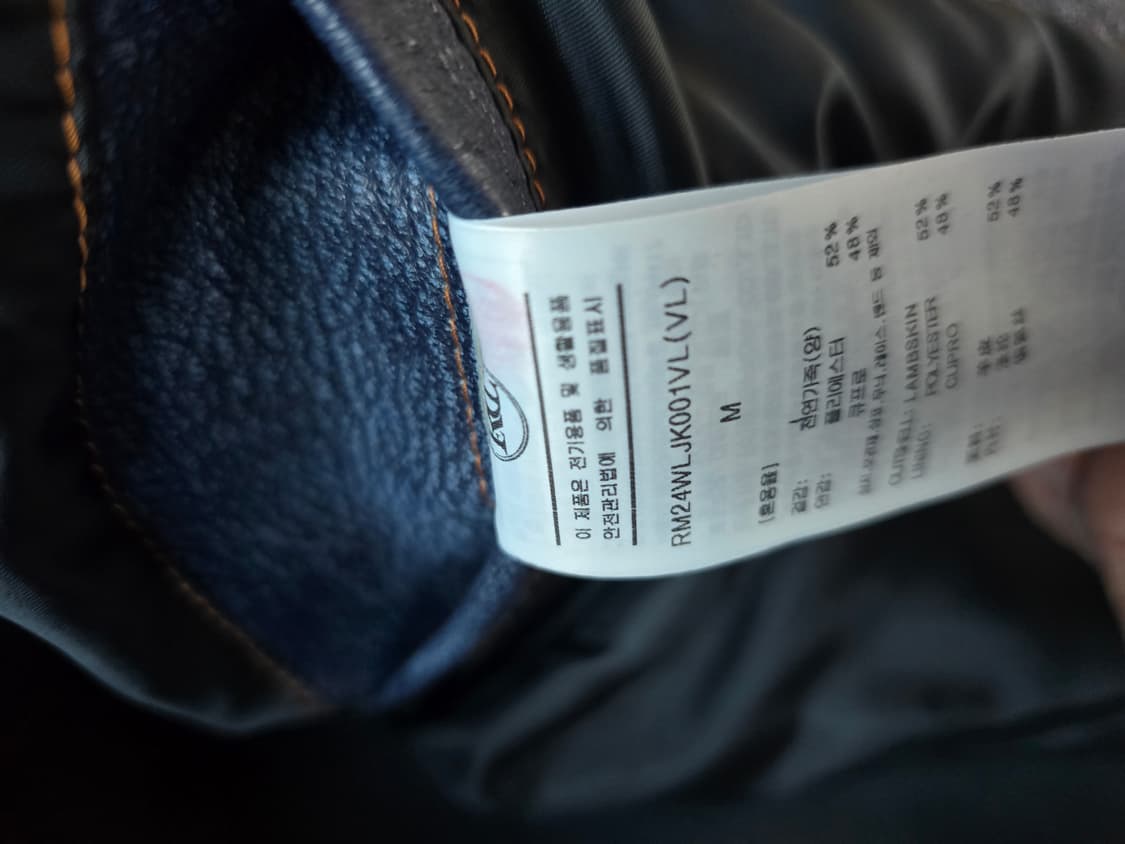 이 제품은 전기용품 및 생활용품
안전관리법에 의한 품질표시
RM24WLJK001VL(VL)
M
[혼용율]
겉감: 천연가죽(양)
안감: 폴리에스터 52%
큐프로 48%
OUTSHELL: LAMBSKIN
LINING: POLYESTER 52%
CUPRO 48%
52%
48%